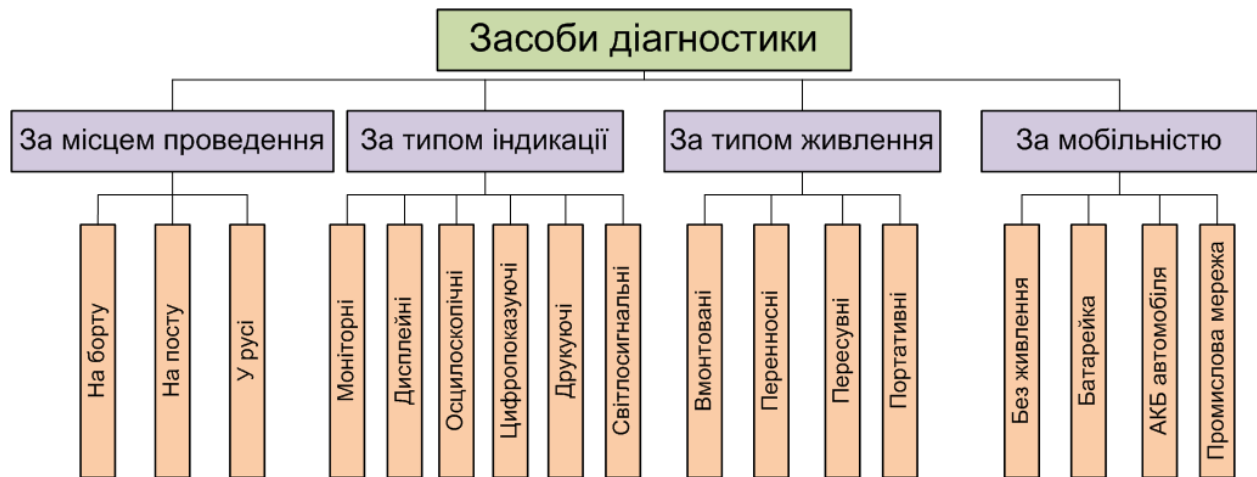 Засоби діагностики
За місцем проведення
За типом індикації
За типом живлення
За мобільністю
На борту
На посту
У русі
Моніторні
Дисплейні
Осцилоскопічні
Цифропоказуючі
Друкуючі
Світлосигнальні
Вмонтовані
Перенносні
Пересувні
Портативні
Без живлення
Батарейка
АКБ автомобіля
Промислова мережа